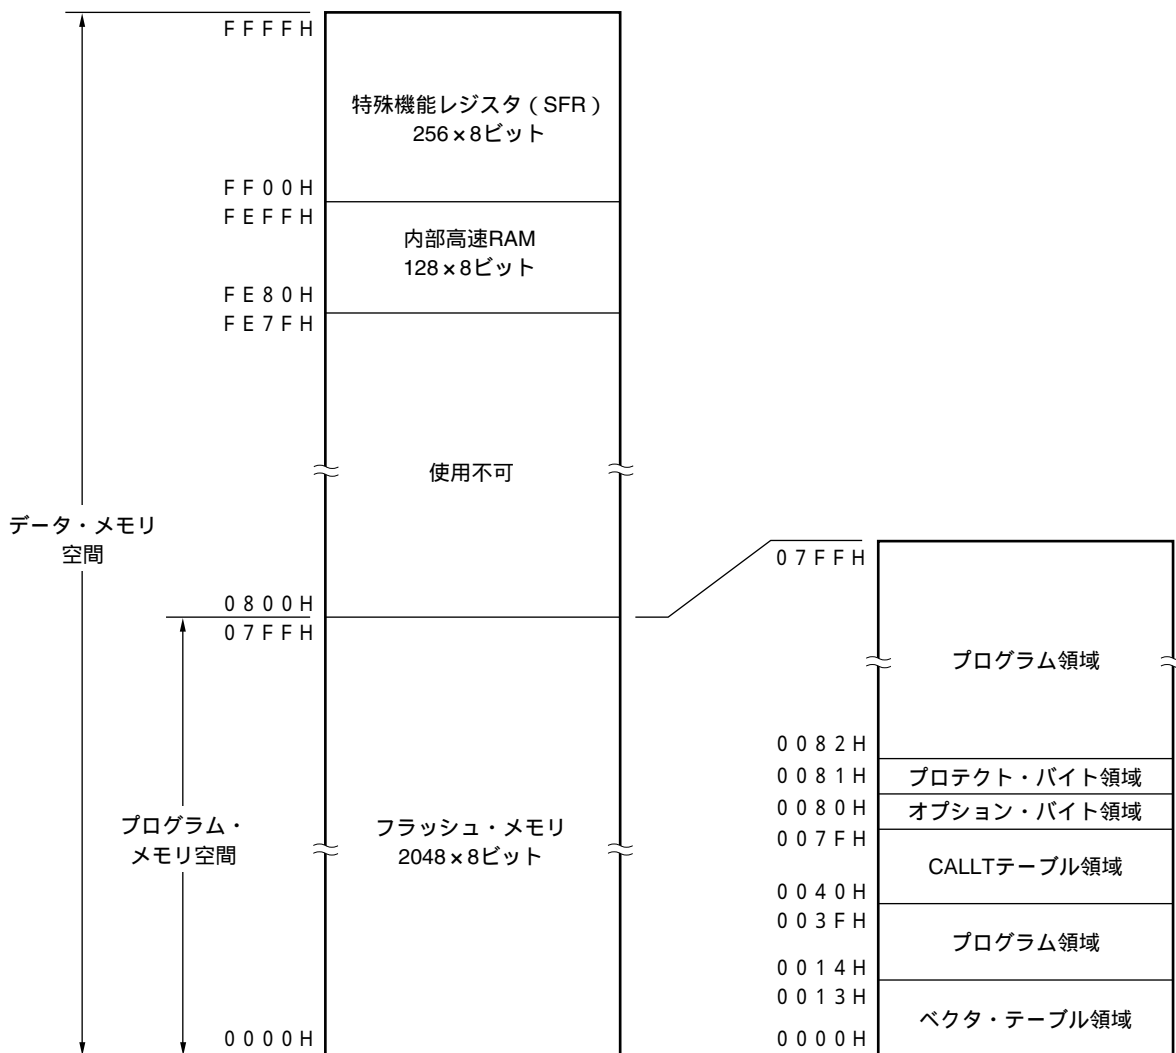 FFFFH
特殊機能レジスタ（SFR）
256×8ビット
FF00H
FEFFH
内部高速RAM
128×8ビット
FE80H
FE7FH
使用不可
データ・メモリ
空間
0800H
07FFH
プログラム・
メモリ空間
フラッシュ・メモリ
2048×8ビット
0000H
07FFH
プログラム領域
0082H
0081H
プロテクト・バイト領域
0080H
オプション・バイト領域
007FH
CALLTテーブル領域
0040H
003FH
プログラム領域
0014H
0013H
ベクタ・テーブル領域
0000H